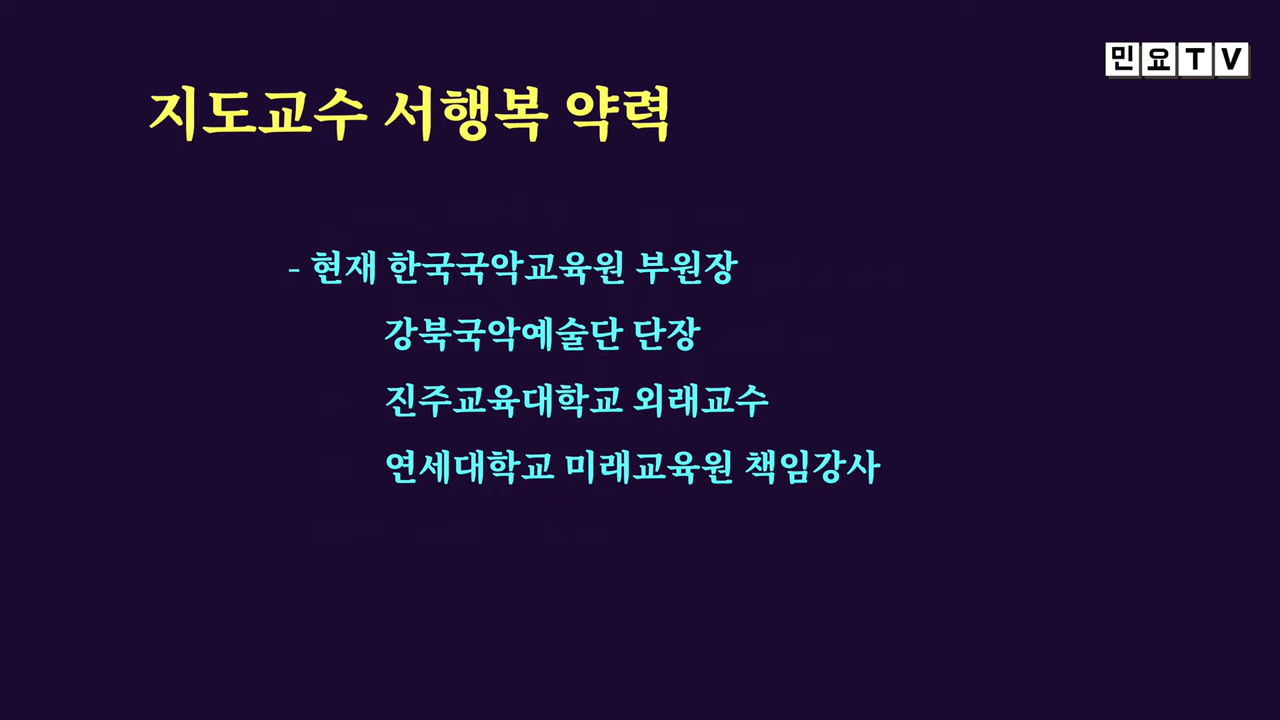 민요TV
지도교수 서행복 약력
- 현재 한국국악교육원 부원장
강북국악예술단 단장
진주교육대학교 외래교수
연세대학교 미래교육원 책임강사